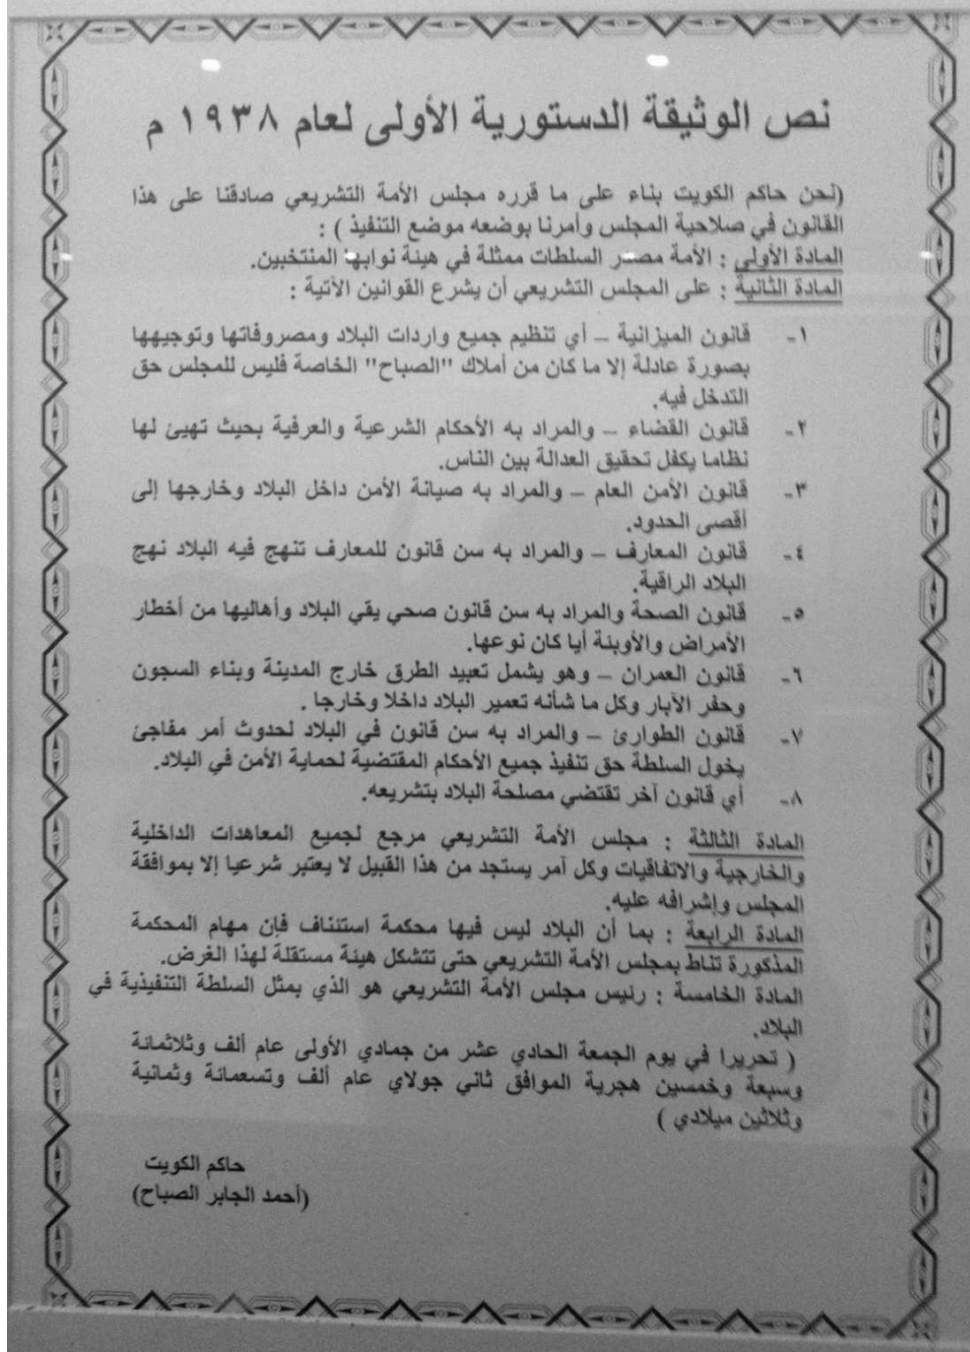 نص الوثيقة الدستورية الأولى لعام ١٩٣٨ م
(نحن حاكم الكويت بناء على ما قرره مجلس الأمة التشريعي صادقنا على هذا
القانون في صلاحية المجلس وأمرنا بوضعه موضع التنفيذ ) :
المادة الأولى : الأمة مصدر السلطات ممثلة في هيئة نوابها المنتخبين.
المادة الثانية : على المجلس التشريعي أن يشرع القوانين الآتية :
١- قانون الميزانية – أي تنظيم جميع واردات البلاد ومصروفاتها وتوجيهها
بصورة عادلة إلا ما كان من أملاك "الصباح" الخاصة فليس للمجلس حق
التدخل فيه.
٢- قانون القضاء – والمراد به الأحكام الشرعية والعرفية بحيث تهيئ لها
نظاما يكفل تحقيق العدالة بين الناس.
٣- قانون الأمن العام – والمراد به صيانة الأمن داخل البلاد وخارجها إلى
أقصى الحدود.
٤- قانون المعارف – والمراد به سن قانون للمعارف تنهج فيه البلاد نهج
البلاد الراقية.
٥- قانون الصحة والمراد به سن قانون صحي يقي البلاد وأهاليها من أخطار
الأمراض والأوبئة أيا كان نوعها.
٦- قانون العمران – وهو يشمل تعبيد الطرق خارج المدينة وبناء السجون
وحفر الآبار وكل ما شأنه تعمير البلاد داخلا وخارجا .
٧- قانون الطوارئ – والمراد به سن قانون في البلاد لحدوث أمر مفاجئ
يخول السلطة حق تنفيذ جميع الأحكام المقتضية لحماية الأمن في البلاد.
٨- أي قانون آخر تقتضي مصلحة البلاد بتشريعه.
المادة الثالثة : مجلس الأمة التشريعي مرجع لجميع المعاهدات الداخلية
والخارجية والاتفاقيات وكل آمر يستجد من هذا القبيل لا يعتبر شرعيا إلا بموافقة
المجلس وإشرافه عليه.
المادة الرابعة : بما أن البلاد ليس فيها محكمة استئناف فإن مهام المحكمة
المذكورة تناط بمجلس الأمة التشريعي حتى تتشكل هيئة مستقلة لهذا الغرض.
المادة الخامسة : رئيس مجلس الأمة التشريعي هو الذي يمثل السلطة التنفيذية في
البلاد.
( تحريرا في يوم الجمعة الحادي عشر من جمادي الأولى عام ألف وثلاثمائة
وسبعة وخمسين هجرية الموافق ثاني جولاي عام ألف وتسعمائة وثمانية
وثلاثين ميلادي )
حاكم الكويت
(أحمد الجابر الصباح)